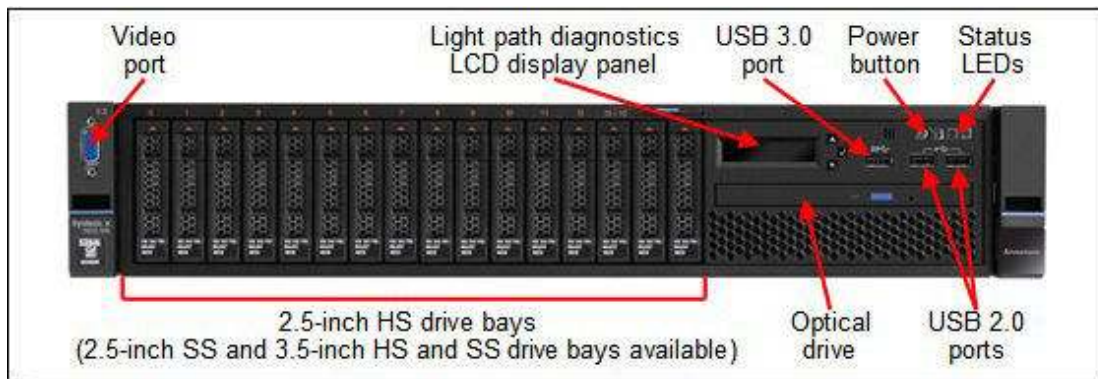 Video port
Light path diagnostics LCD display panel
USB 3.0 port
Power button
Status LEDs
2.5-inch HS drive bays
(2.5-inch SS and 3.5-inch HS and SS drive bays available)
Optical drive
USB 2.0 ports